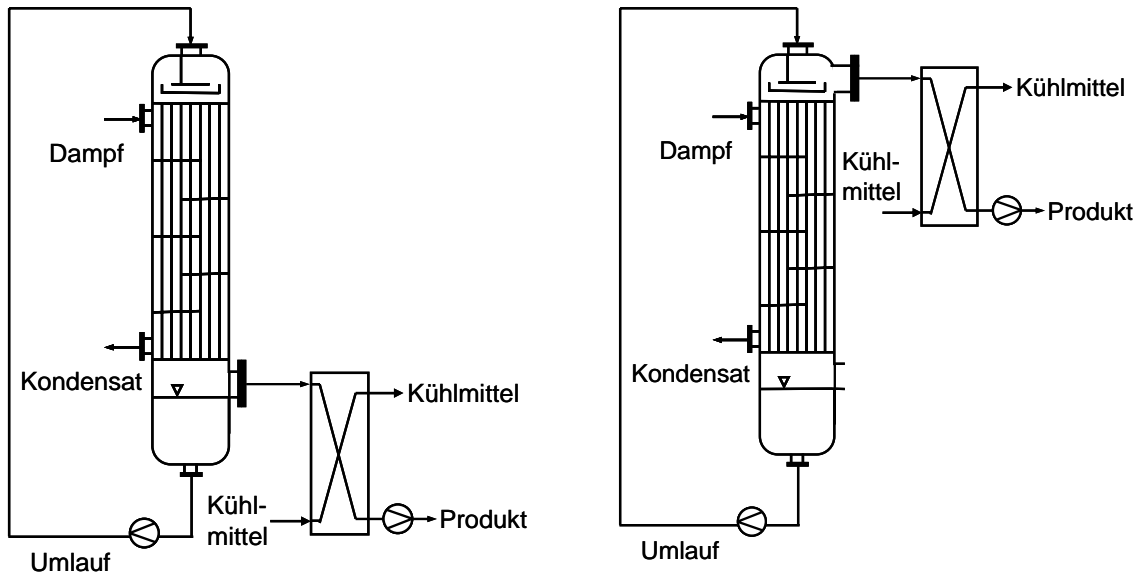 Dampf
Kondensat
Kühlmittel
Kühl-
mittel
Produkt
Umlauf
Kühlmittel
Dampf
Kühl-
mittel
Produkt
Kondensat
Umlauf